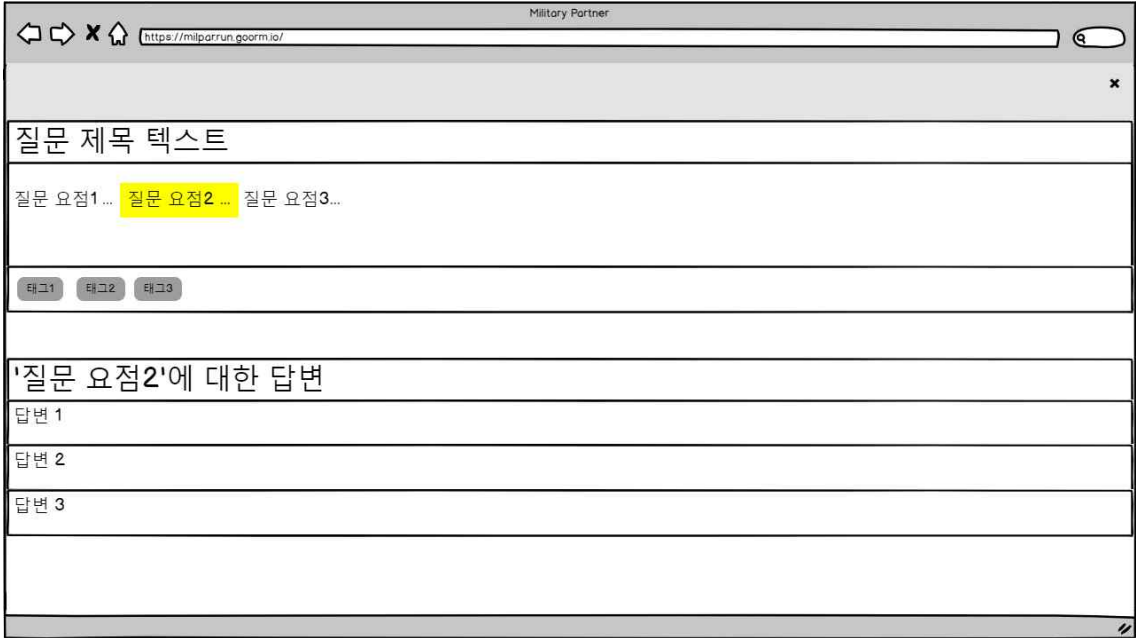 Military Partner
https://milparrun.goorm.io/
질문 제목 텍스트
질문 요점1 ... 질문 요점2 ... 질문 요점3...
태그1 태그2 태그3
'질문 요점2'에 대한 답변
답변 1
답변 2
답변 3